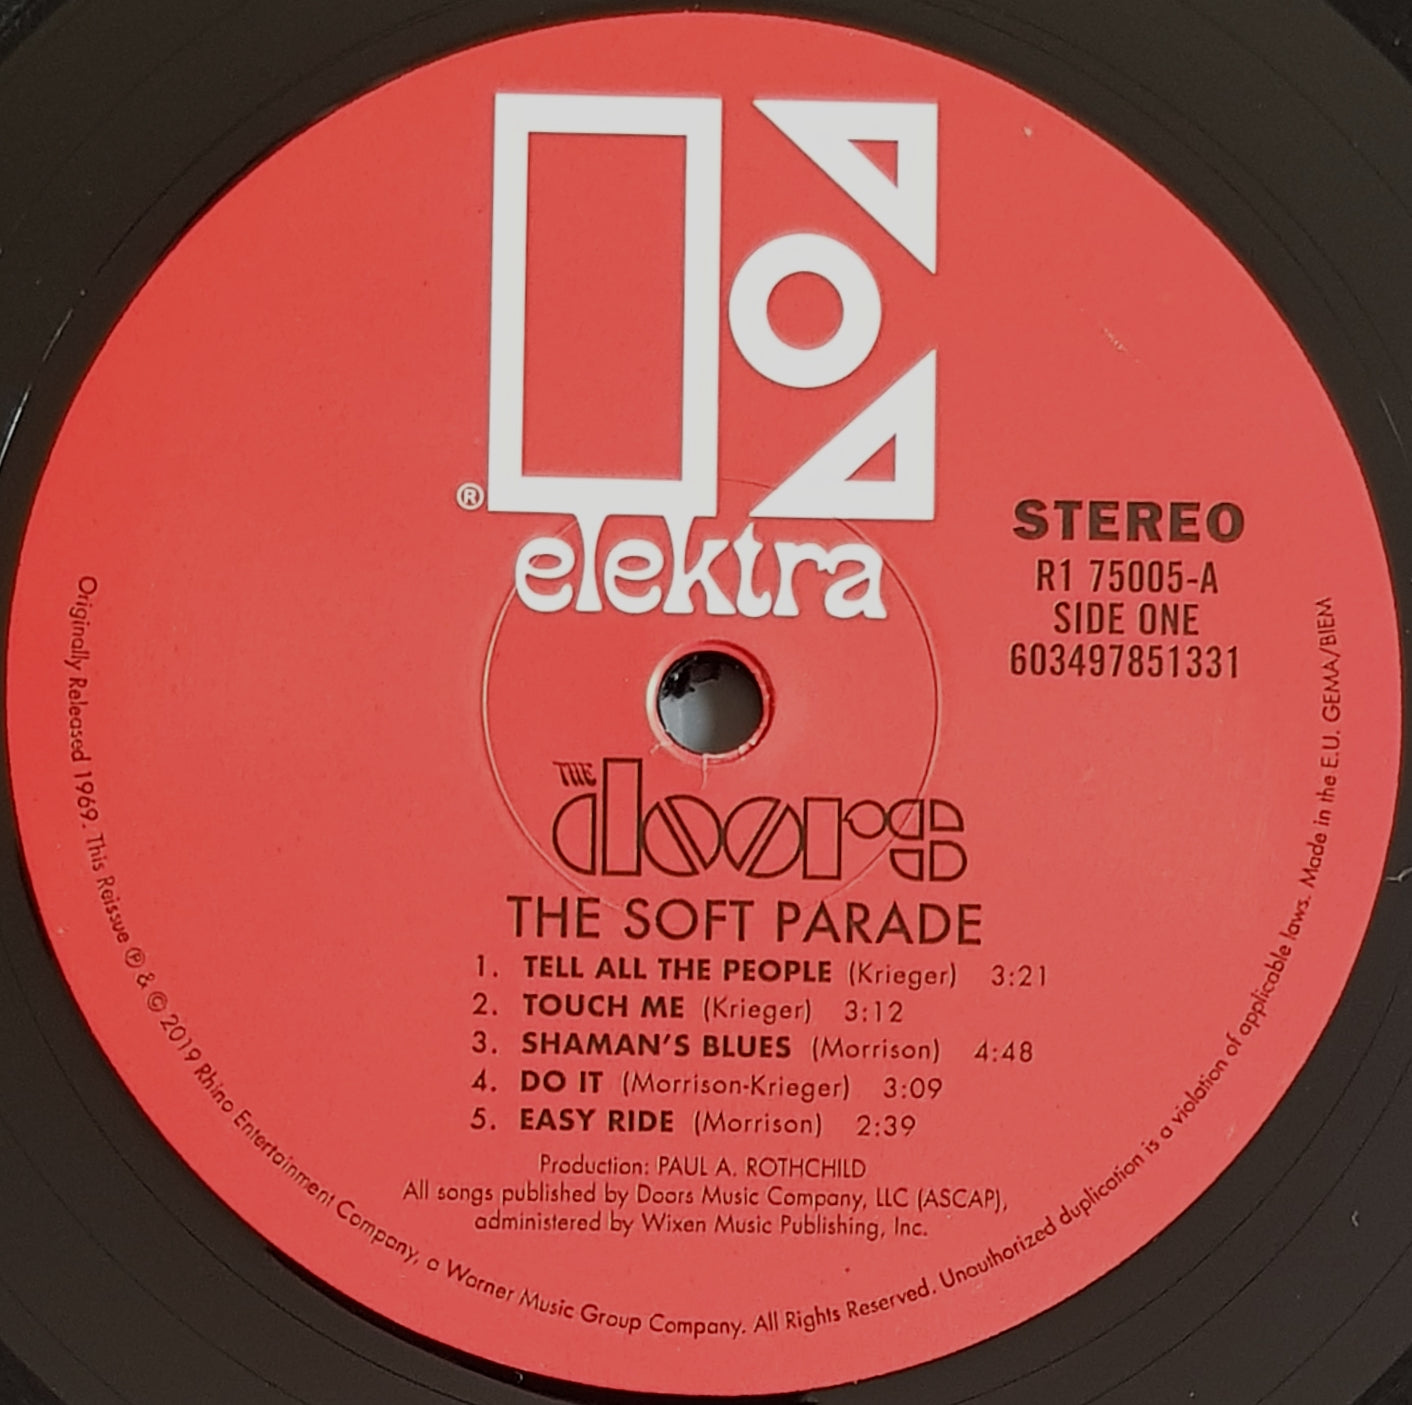 ®
elektra
STEREO
R1 75005-A
SIDE ONE
603497851331
THE
doors
THE SOFT PARADE
1. TELL ALL THE PEOPLE (Krieger) 3:21
2. TOUCH ME (Krieger) 3:12
3. SHAMAN'S BLUES (Morrison) 4:48
4. DO IT (Morrison-Krieger) 3:09
5. EASY RIDE (Morrison) 2:39
Production: PAUL A. ROTHCHILD
All songs published by Doors Music Company, LLC (ASCAP),
administered by Wixen Music Publishing, Inc.
Originally Released 1969. This Reissue ℗ & © 2019 Rhino Entertainment Company, a Warner Music Group Company. All Rights Reserved. Unauthorized duplication is a violation of applicable laws. Made in the E.U. GEMA/BIEM